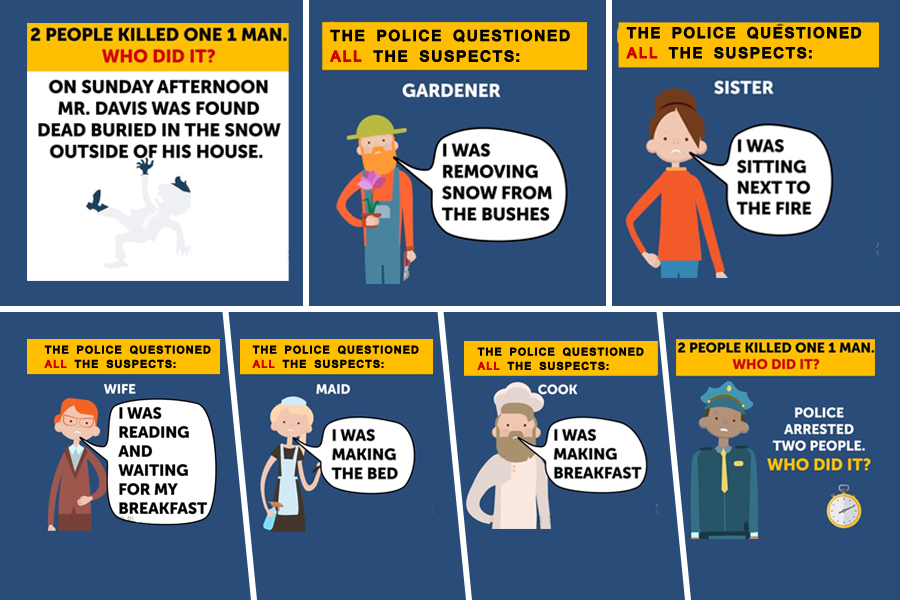 2 PEOPLE KILLED ONE 1 MAN.
WHO DID IT?
ON SUNDAY AFTERNOON
MR. DAVIS WAS FOUND
DEAD BURIED IN THE SNOW
OUTSIDE OF HIS HOUSE.
THE POLICE QUESTIONED
ALL THE SUSPECTS:
GARDENER
I WAS
REMOVING
SNOW FROM
THE BUSHES
THE POLICE QUESTIONED
ALL THE SUSPECTS:
SISTER
I WAS
SITTING
NEXT TO
THE FIRE
THE POLICE QUESTIONED
ALL THE SUSPECTS:
WIFE
I WAS
READING
AND
WAITING
FOR MY
BREAKFAST
THE POLICE QUESTIONED
ALL THE SUSPECTS:
MAID
I WAS
MAKING
THE BED
THE POLICE QUESTIONED
ALL THE SUSPECTS:
COOK
I WAS
MAKING
BREAKFAST
2 PEOPLE KILLED ONE 1 MAN.
WHO DID IT?
POLICE
ARRESTED
TWO PEOPLE.
WHO DID IT?